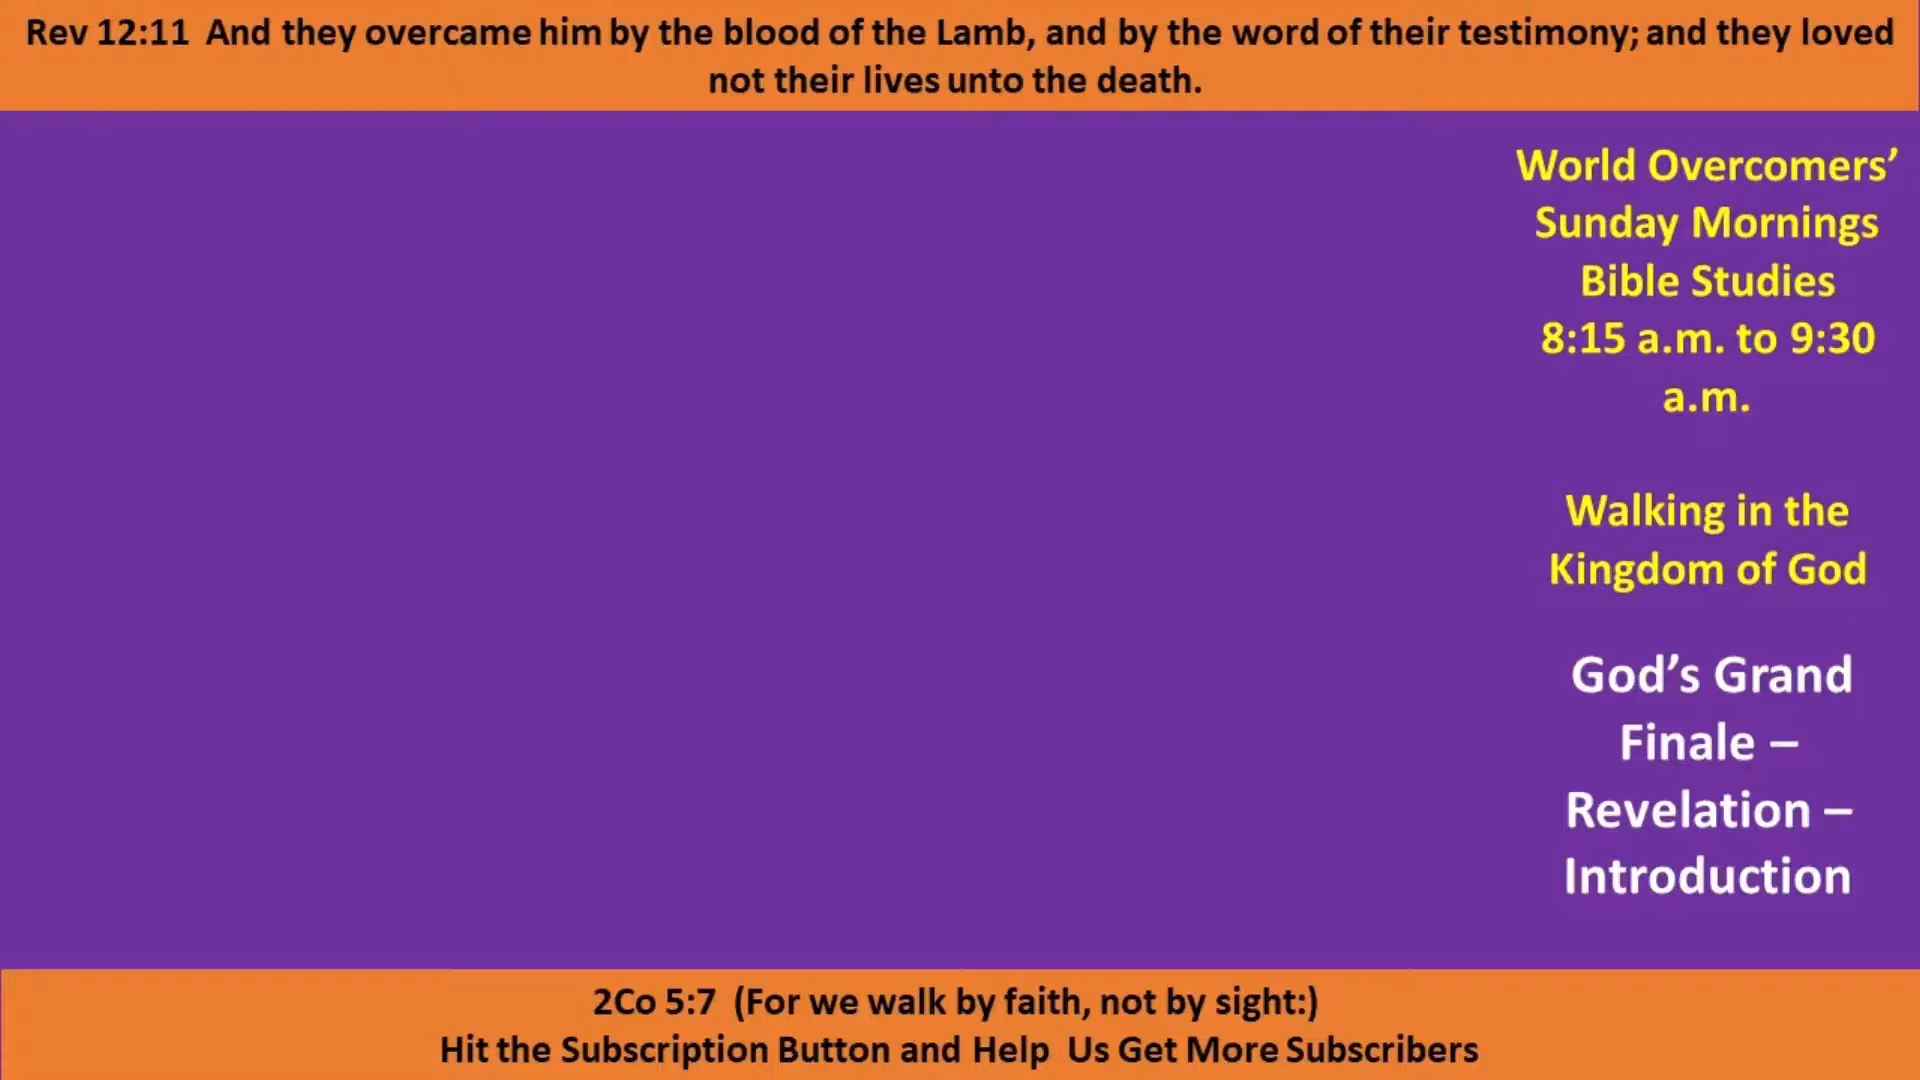 Rev 12:11  And they overcame him by the blood of the Lamb, and by the word of their testimony; and they loved
not their lives unto the death.
World Overcomers’
Sunday Mornings
Bible Studies
8:15 a.m. to 9:30
a.m.
Walking in the
Kingdom of God
God’s Grand
Finale –
Revelation –
Introduction
2Co 5:7  (For we walk by faith, not by sight:)
Hit the Subscription Button and Help  Us Get More Subscribers